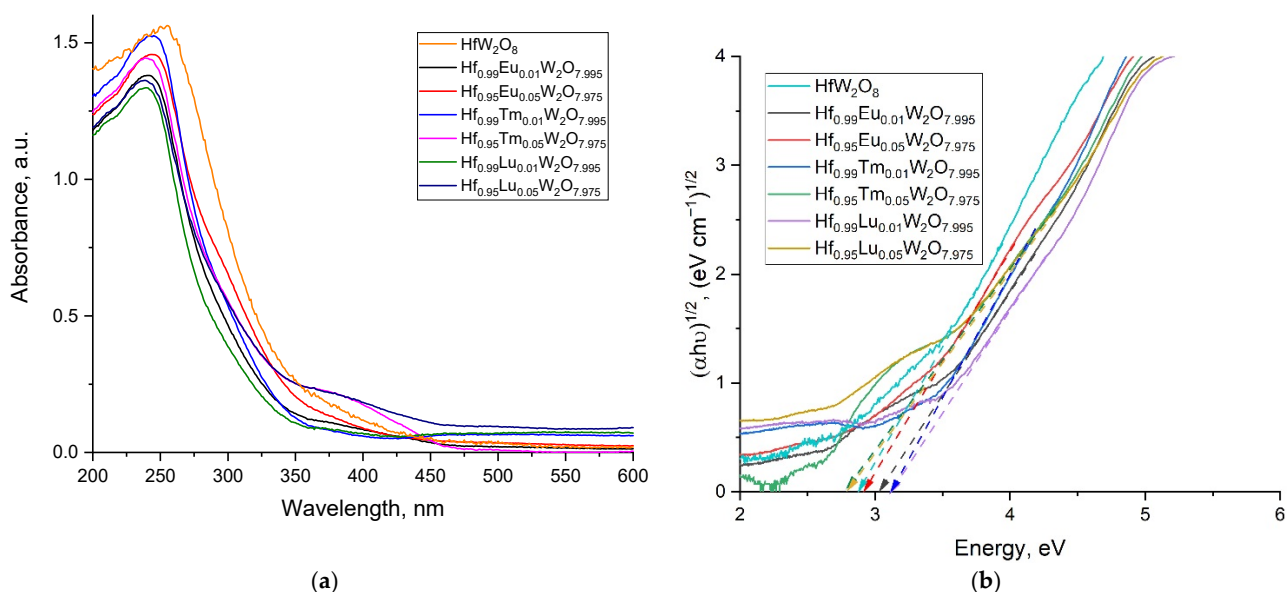 Absorbance, a.u.
1.5
1.0
0.5
0.0
200 250 300 350 400 450 500 550 600
Wavelength, nm
HfW₂O₈
Hf₀.₉₉Eu₀.₀₁W₂O₇.₉₉₅
Hf₀.₉₅Eu₀.₀₅W₂O₇.₉₇₅
Hf₀.₉₉Tm₀.₀₁W₂O₇.₉₉₅
Hf₀.₉₅Tm₀.₀₅W₂O₇.₉₇₅
Hf₀.₉₉Lu₀.₀₁W₂O₇.₉₉₅
Hf₀.₉₅Lu₀.₀₅W₂O₇.₉₇₅
(a)
(αhυ)¹ᐟ², (eV cm⁻¹)¹ᐟ²
4
3
2
1
0
2 3 4 5 6
Energy, eV
HfW₂O₈
Hf₀.₉₉Eu₀.₀₁W₂O₇.₉₉₅
Hf₀.₉₅Eu₀.₀₅W₂O₇.₉₇₅
Hf₀.₉₉Tm₀.₀₁W₂O₇.₉₉₅
Hf₀.₉₅Tm₀.₀₅W₂O₇.₉₇₅
Hf₀.₉₉Lu₀.₀₁W₂O₇.₉₉₅
Hf₀.₉₅Lu₀.₀₅W₂O₇.₉₇₅
(b)